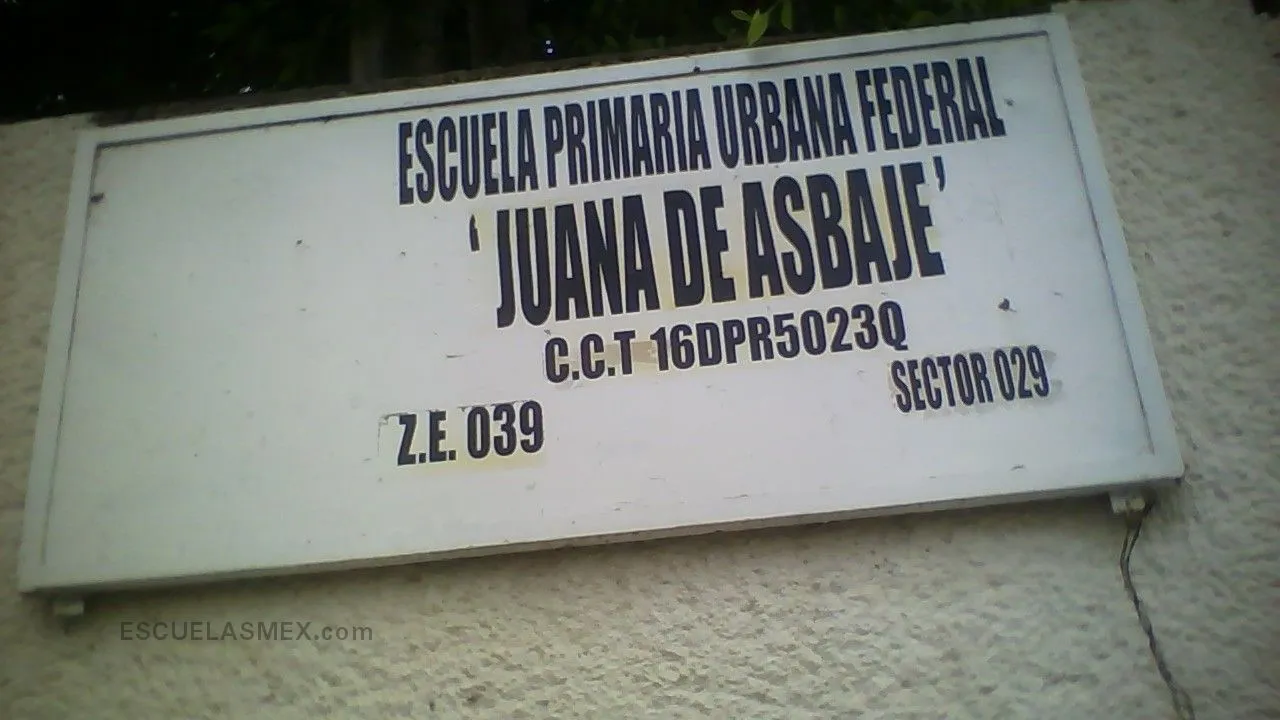 ESCUELA PRIMARIA URBANA FEDERAL
‘ JUANA DE ASBAJE ’
C.C.T 16DPR5023Q
SECTOR 029
Z.E. 039
ESCUELASMEX.com